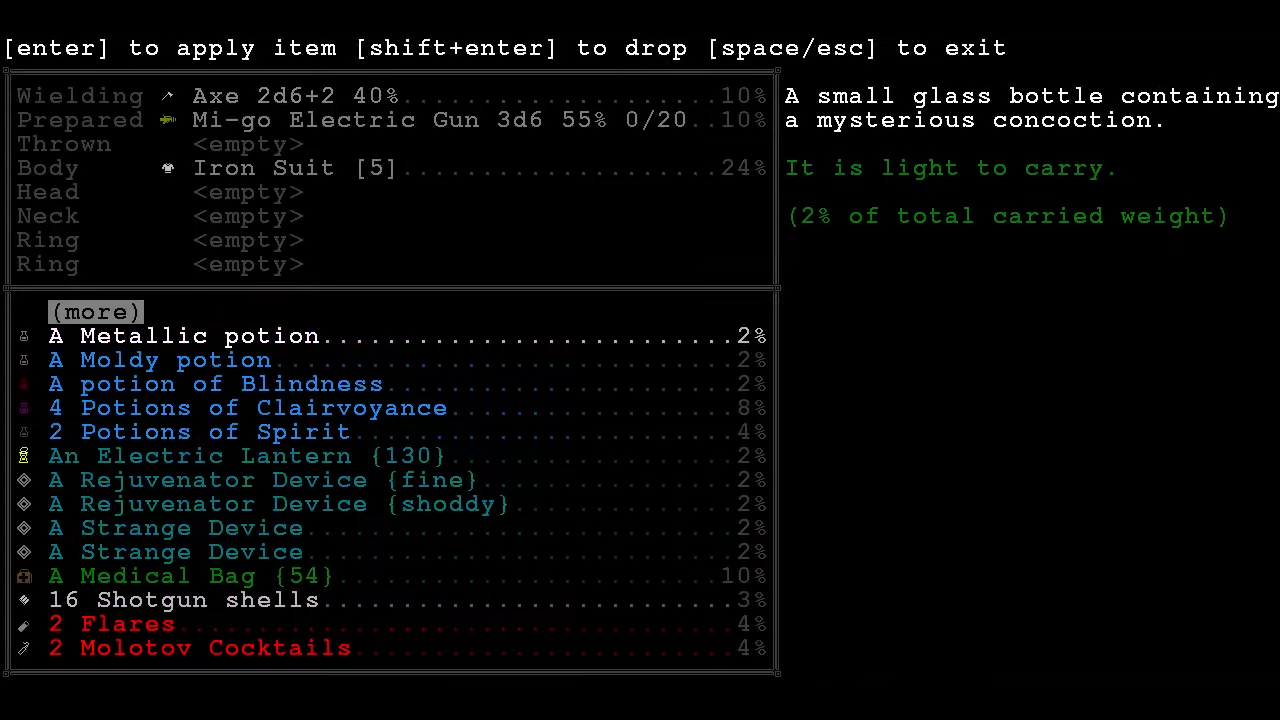 [enter] to apply item [shift+enter] to drop [space/esc] to exit
Wielding Axe 2d6+2 40%.....................10%
Prepared Mi-go Electric Gun 3d6 55% 0/20..10%
Thrown <empty>
Body Iron Suit [5].....................24%
Head <empty>
Neck <empty>
Ring <empty>
Ring <empty>
(more)
A Metallic potion..........................2%
A Moldy potion.............................2%
A potion of Blindness......................2%
4 Potions of Clairvoyance..................8%
2 Potions of Spirit........................4%
An Electric Lantern {130}..................2%
A Rejuvenator Device {fine}................2%
A Rejuvenator Device {shoddy}..............2%
A Strange Device...........................2%
A Strange Device...........................2%
A Medical Bag {54}........................10%
16 Shotgun shells..........................3%
2 Flares...................................4%
2 Molotov Cocktails........................4%
A small glass bottle containing
a mysterious concoction.
It is light to carry.
(2% of total carried weight)